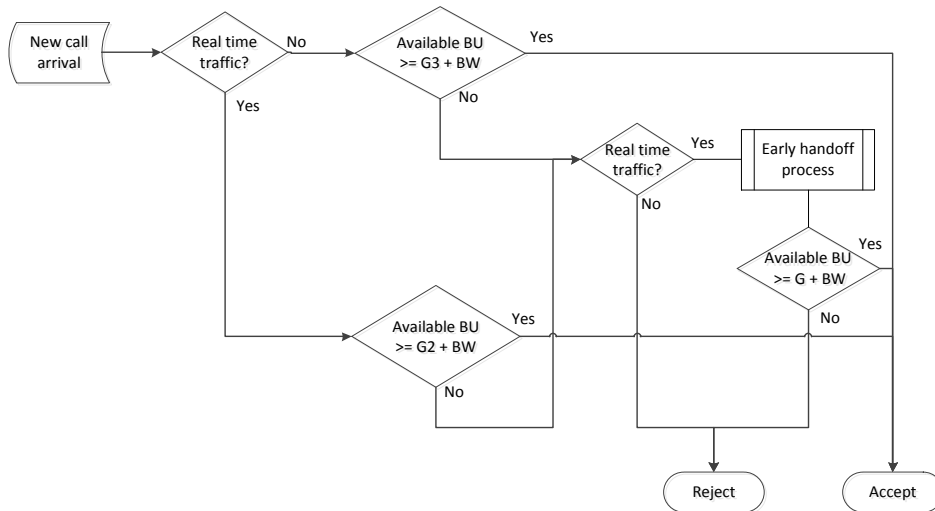 New call
arrival
Real time
traffic?
No
Yes
Available BU
>= G3 + BW
Yes
No
Real time
traffic?
Yes
No
Early handoff
process
Available BU
>= G + BW
Yes
No
Available BU
>= G2 + BW
Yes
No
Reject
Accept